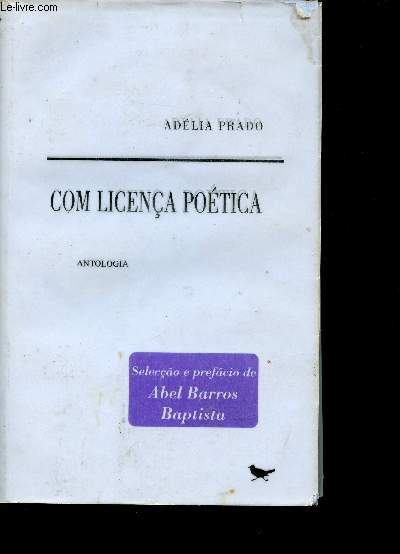 Le-livre.com
ADÉLIA PRADO
COM LICENÇA POÉTICA
ANTOLOGIA
Selecção e prefácio de
Abel Barros
Baptista